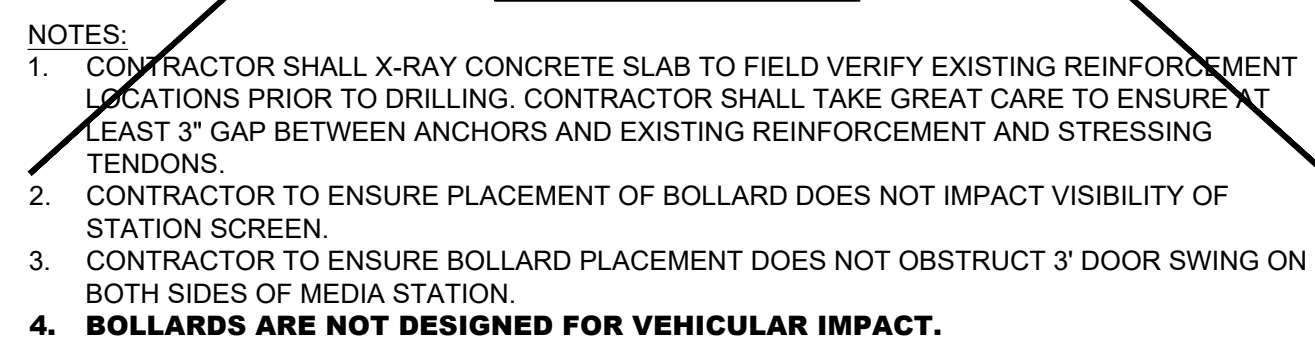 NOTES:
1. CONTRACTOR SHALL X-RAY CONCRETE SLAB TO FIELD VERIFY EXISTING REINFORCEMENT
LOCATIONS PRIOR TO DRILLING. CONTRACTOR SHALL TAKE GREAT CARE TO ENSURE AT
LEAST 3" GAP BETWEEN ANCHORS AND EXISTING REINFORCEMENT AND STRESSING
TENDONS.
2. CONTRACTOR TO ENSURE PLACEMENT OF BOLLARD DOES NOT IMPACT VISIBILITY OF
STATION SCREEN.
3. CONTRACTOR TO ENSURE BOLLARD PLACEMENT DOES NOT OBSTRUCT 3' DOOR SWING ON
BOTH SIDES OF MEDIA STATION.
4. BOLLARDS ARE NOT DESIGNED FOR VEHICULAR IMPACT.